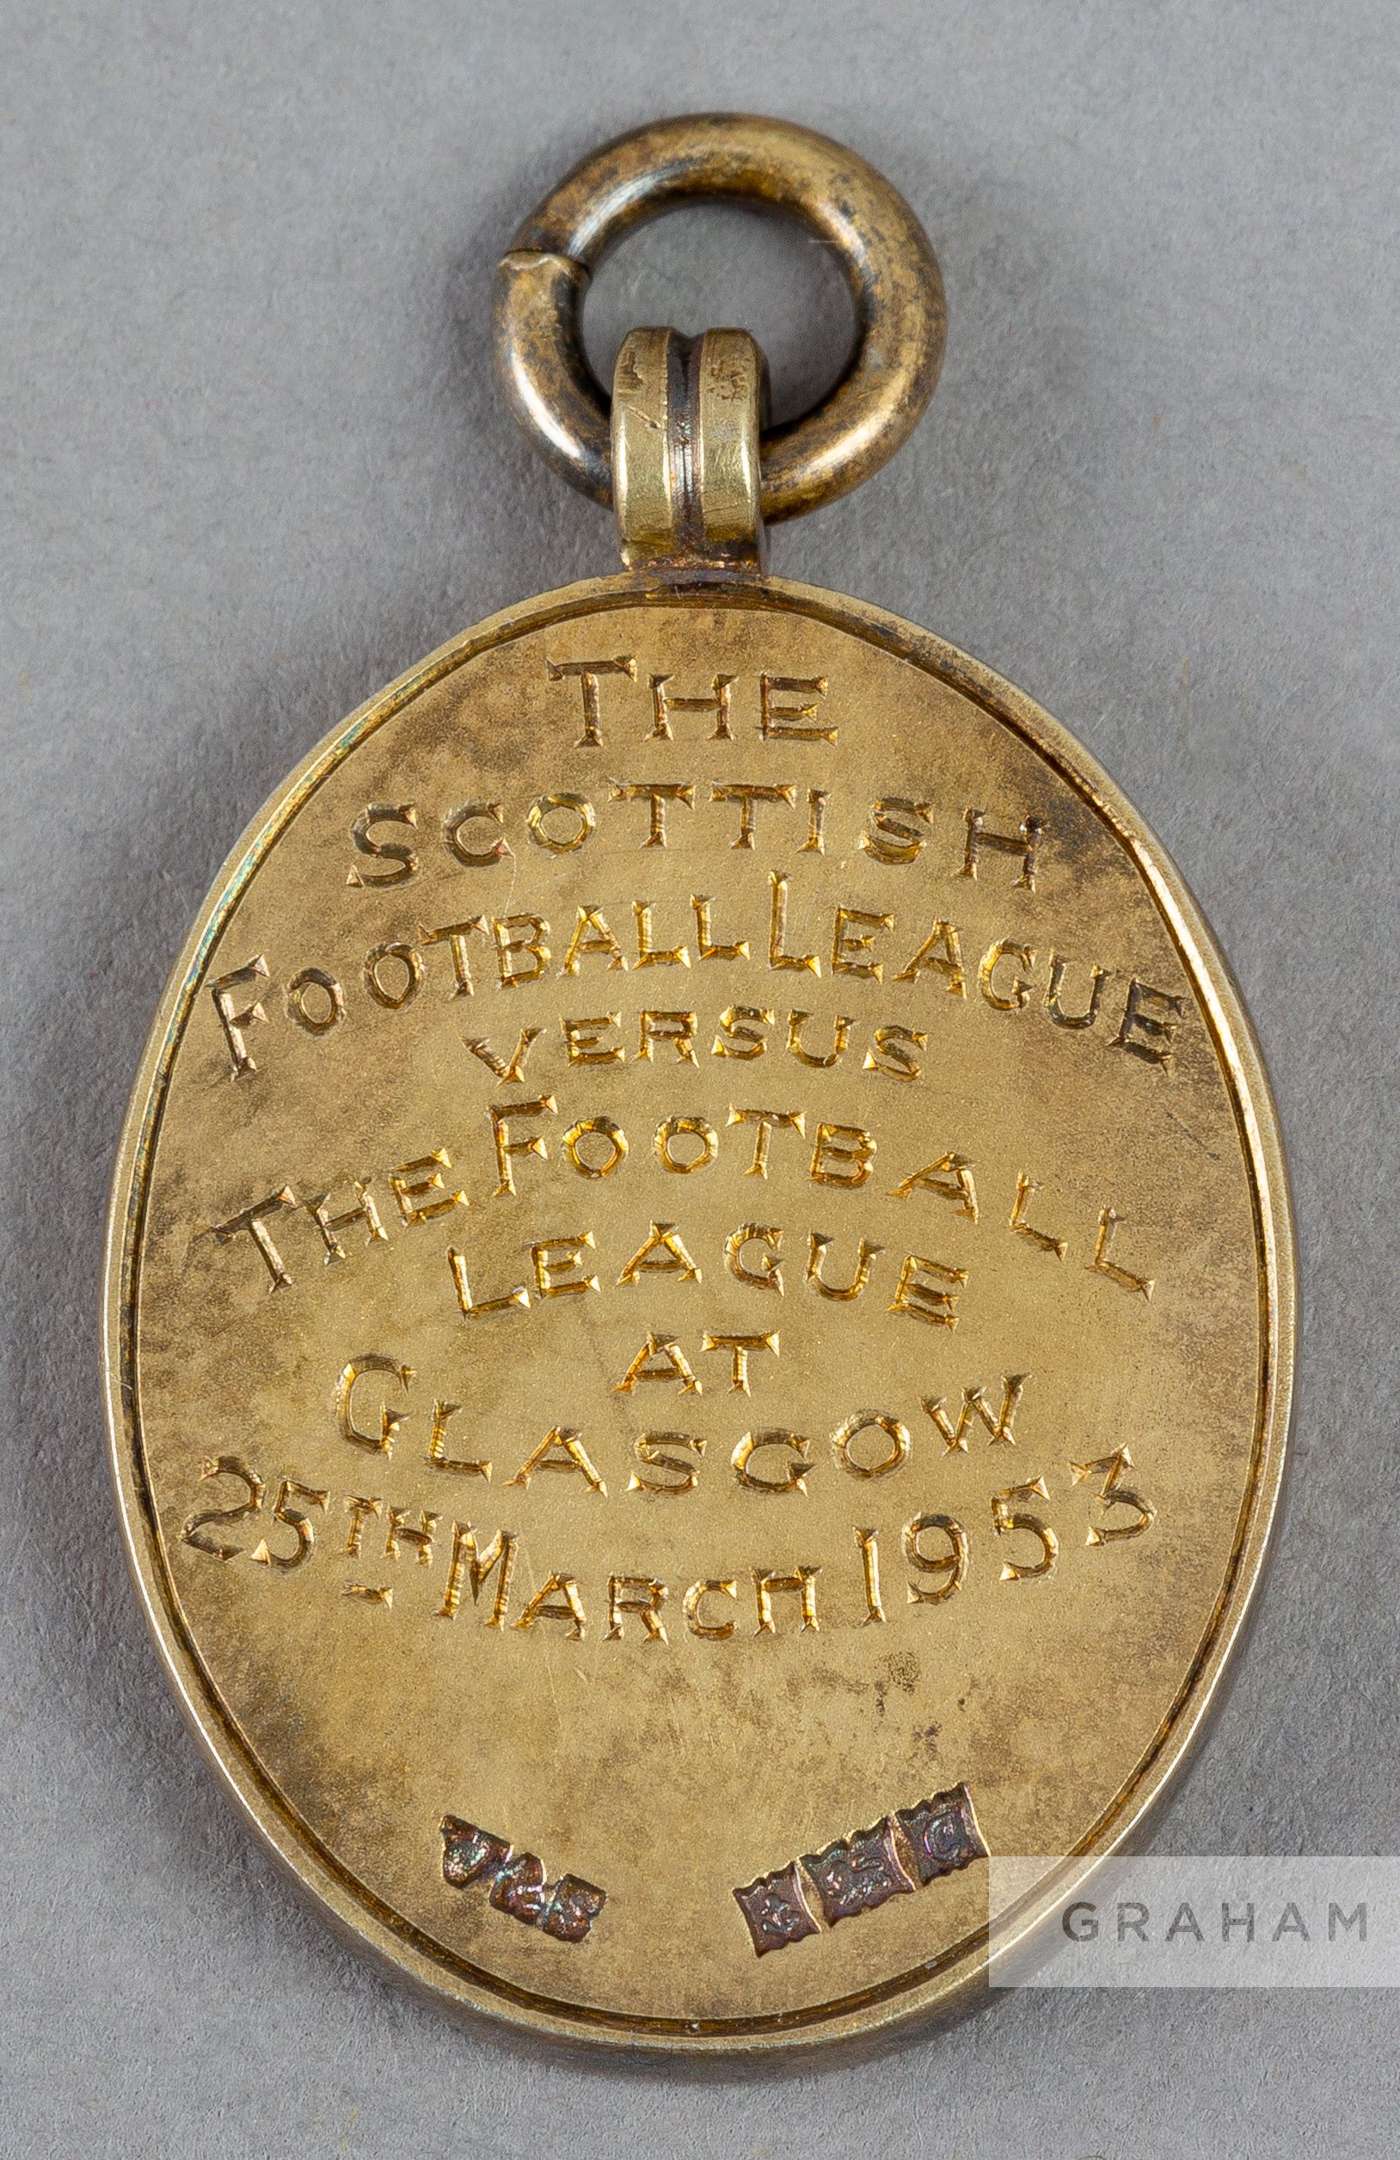 THE
SCOTTISH
FOOTBALL LEAGUE
VERSUS
THE FOOTBALL
LEAGUE
AT
GLASGOW
25TH MARCH 1953
GRAHAM